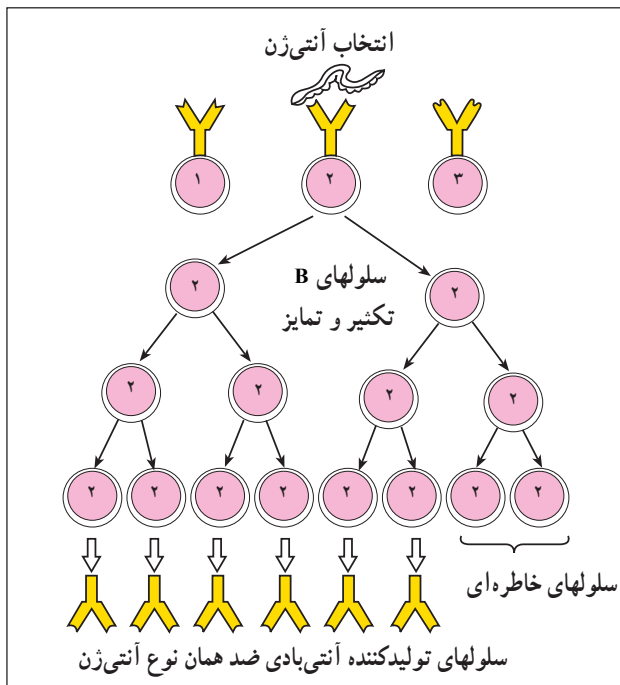 انتخاب آنتی‌ژن
۱ ۲ ۳
۲ ۲
سلولهای B
تکثیر و تمایز
۲ ۲ ۲ ۲
۲ ۲ ۲ ۲ ۲ ۲ ۲ ۲
سلولهای خاطره‌ای
سلولهای تولیدکننده آنتی‌بادی ضد همان نوع آنتی‌ژن